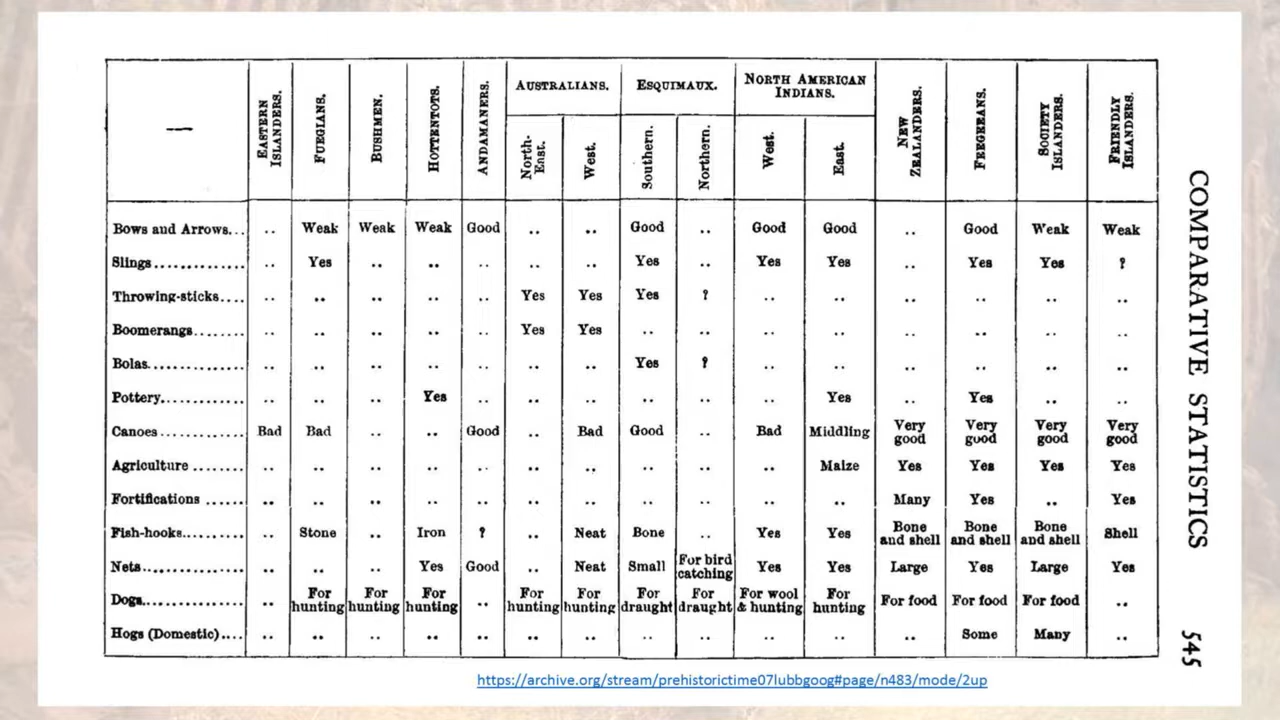 — EASTERN ISLANDERS. FUEGIANS. BUSHMEN. HOTTENTOTS. ANDAMANERS. AUSTRALIANS. North-East. West. ESQUIMAUX. Southern. Northern. NORTH AMERICAN INDIANS. West. East. NEW ZEALANDERS. FEEGEEANS. SOCIETY ISLANDERS. FRIENDLY ISLANDERS.
Bows and Arrows... .. Weak Weak Weak Good .. .. Good .. Good Good .. Good Weak Weak
Slings.............. .. Yes .. .. .. .. .. Yes .. Yes Yes .. Yes Yes ?
Throwing-sticks.... .. .. .. .. .. Yes Yes Yes ? .. .. .. .. .. ..
Boomerangs........ .. .. .. .. .. Yes Yes .. .. .. .. .. .. .. ..
Bolas............... .. .. .. .. .. .. .. Yes ? .. .. .. .. .. ..
Pottery............. .. .. .. Yes .. .. .. .. .. .. Yes .. Yes .. ..
Canoes ............. Bad Bad .. .. Good .. Bad Good .. Bad Middling Very good Very good Very good Very good
Agriculture ........ .. .. .. .. .. .. .. .. .. .. Maize Yes Yes Yes Yes
Fortifications ...... .. .. .. .. .. .. .. .. .. .. .. Many Yes .. Yes
Fish-hooks.......... .. Stone .. Iron ? .. Neat Bone .. Yes Yes Bone and shell Bone and shell Bone and shell Shell
Nets................ .. .. .. Yes Good .. Neat Small For bird catching Yes Yes Large Yes Large Yes
Dogs................ .. For hunting For hunting For hunting .. For hunting For hunting For draught For draught For wool & hunting For hunting For food For food For food ..
Hogs (Domestic).... .. .. .. .. .. .. .. .. .. .. .. .. Some Many ..
COMPARATIVE STATISTICS
545
https://archive.org/stream/prehistorictime07lubbgoog#page/n483/mode/2up